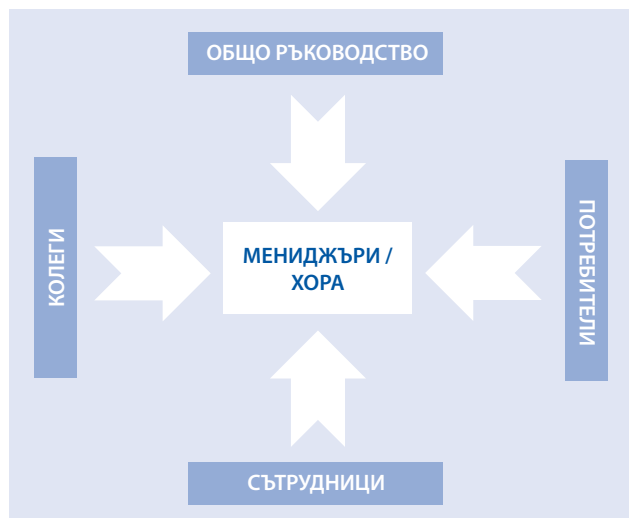 ОБЩО РЪКОВОДСТВО
КОЛЕГИ
МЕНИДЖЪРИ /
ХОРА
ПОТРЕБИТЕЛИ
СЪТРУДНИЦИ